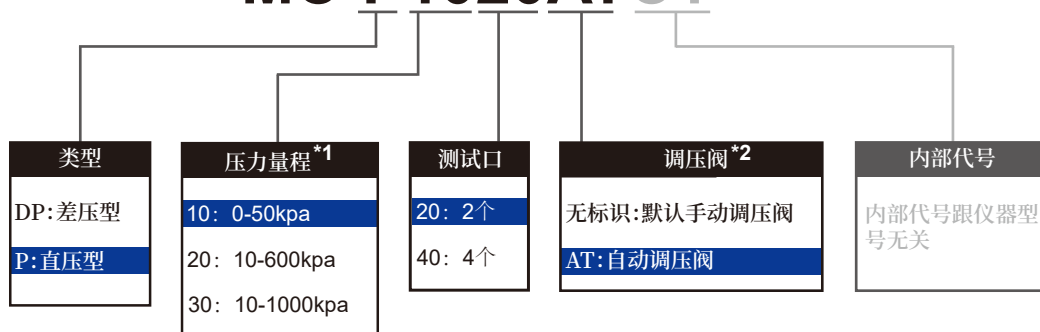 类型
DP:差压型
P:直压型
压力量程*1
10: 0-50kpa
20: 10-600kpa
30: 10-1000kpa
测试口
20: 2个
40: 4个
调压阀*2
无标识:默认手动调压阀
AT:自动调压阀
内部代号
内部代号跟仪器型
号无关